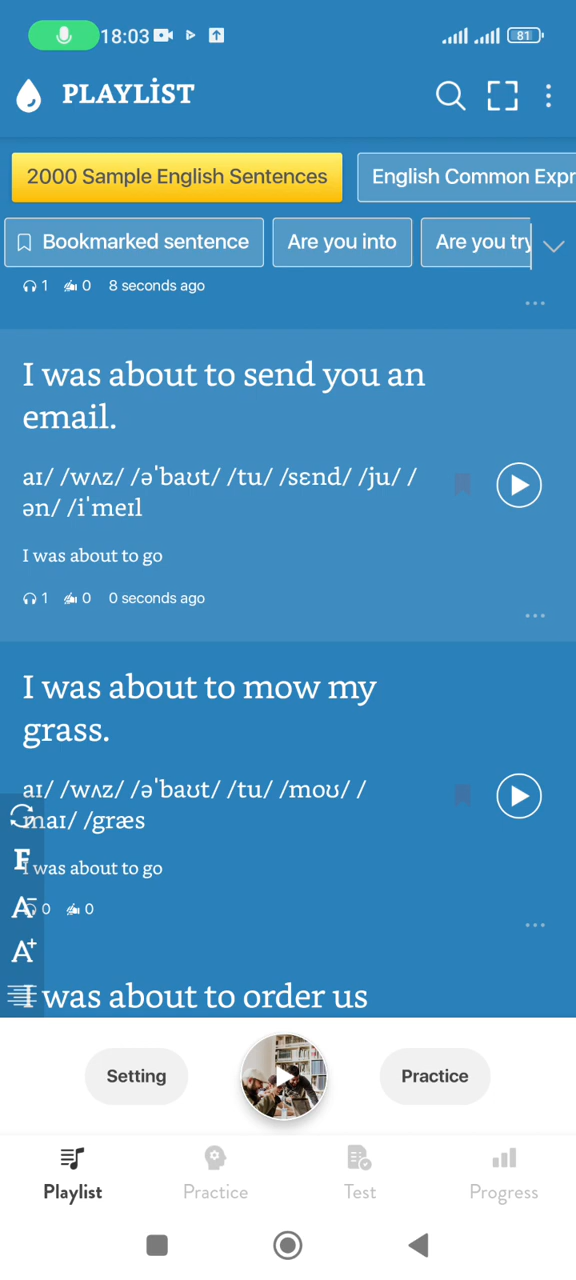 18:03
81
PLAYLİST
2000 Sample English Sentences
English Common Expr
Bookmarked sentence
Are you into
Are you try
1 0 8 seconds ago
I was about to send you an
email.
aɪ/ /wʌz/ /əˈbaʊt/ /tu/ /sɛnd/ /ju/ /
ən/ /iˈmeɪl
I was about to go
1 0 0 seconds ago
I was about to mow my
grass.
aɪ/ /wʌz/ /əˈbaʊt/ /tu/ /moʊ/ /
maɪ/ /græs
F
I was about to go
A-
0 0
A+
I was about to order us
Setting
Practice
Playlist
Practice
Test
Progress